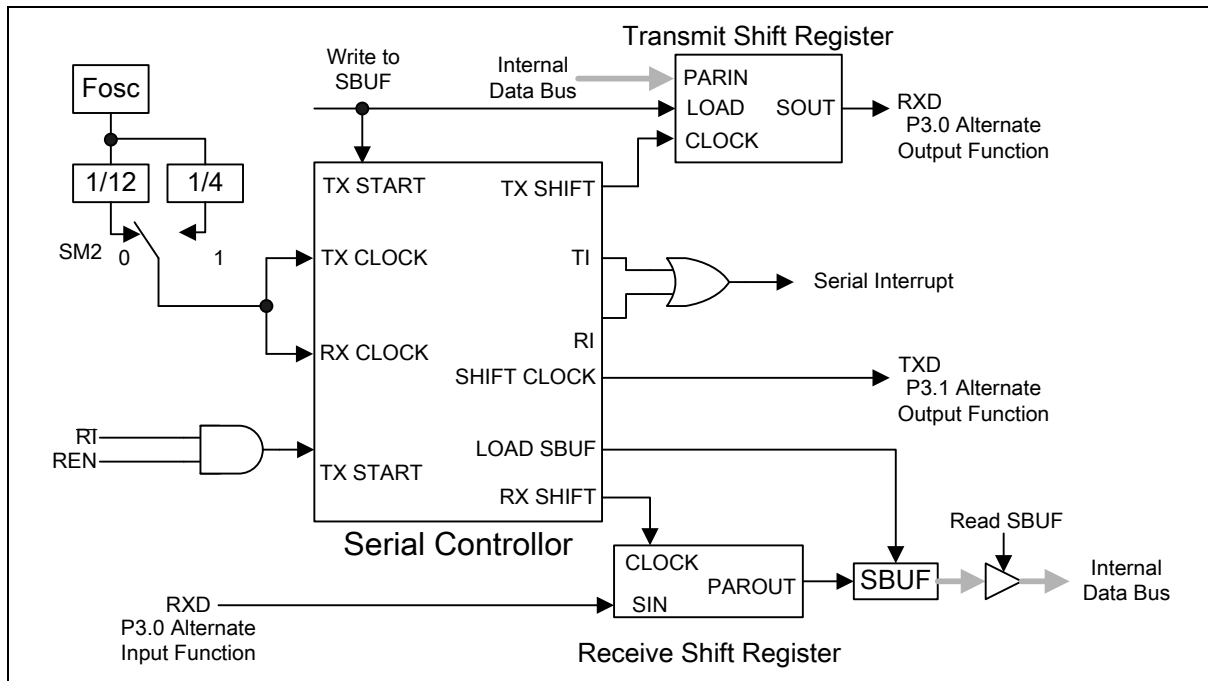 Transmit Shift Register
Write to
SBUF
Internal
Data Bus
PARIN
LOAD
SOUT
CLOCK
RXD
P3.0 Alternate
Output Function
Fosc
1/12
1/4
SM2
0
1
TX START
TX SHIFT
TX CLOCK
TI
Serial Interrupt
RX CLOCK
RI
SHIFT CLOCK
TXD
P3.1 Alternate
Output Function
RI
REN
TX START
LOAD SBUF
RX SHIFT
Serial Controllor
Read SBUF
CLOCK
PAROUT
SIN
SBUF
Internal
Data Bus
RXD
P3.0 Alternate
Input Function
Receive Shift Register